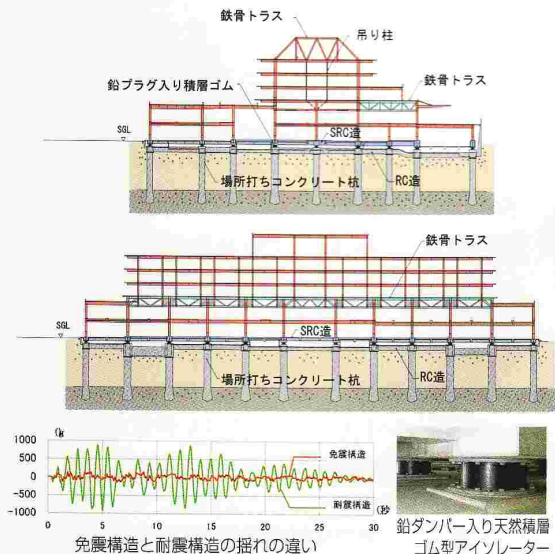 鉄骨トラス
吊り柱
鉄骨トラス
鉛プラグ入り積層ゴム
SGL
SRC造
場所打ちコンクリート杭
RC造
鉄骨トラス
SGL
SRC造
場所打ちコンクリート杭
RC造
1000
500
0
-500
-1000
免震構造
耐震構造
0 5 10 15 20 25 30 (秒)
免震構造と耐震構造の揺れの違い
鉛ダンパー入り天然積層
ゴム型アイソレーター